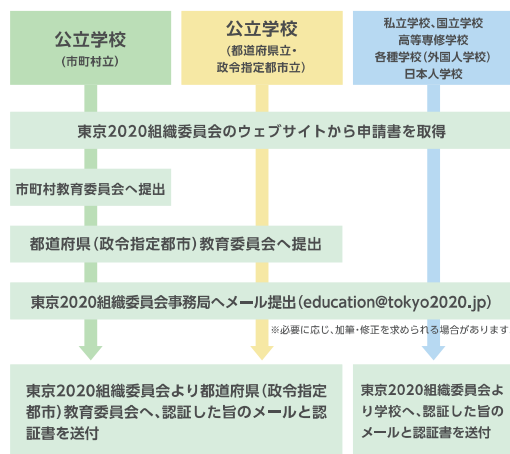 公立学校
(市町村立)
公立学校
(都道府県立・
政令指定都市立)
私立学校、国立学校
高等専修学校
各種学校(外国人学校)
日本人学校
東京2020組織委員会のウェブサイトから申請書を取得
市町村教育委員会へ提出
都道府県(政令指定都市)教育委員会へ提出
東京2020組織委員会事務局へメール提出(education@tokyo2020.jp)
※必要に応じ、加筆・修正を求められる場合があります
東京2020組織委員会より都道府県(政令指定
都市)教育委員会へ、認証した旨のメールと認
証書を送付
東京2020組織委員会よ
り学校へ、認証した旨の
メールと認証書を送付